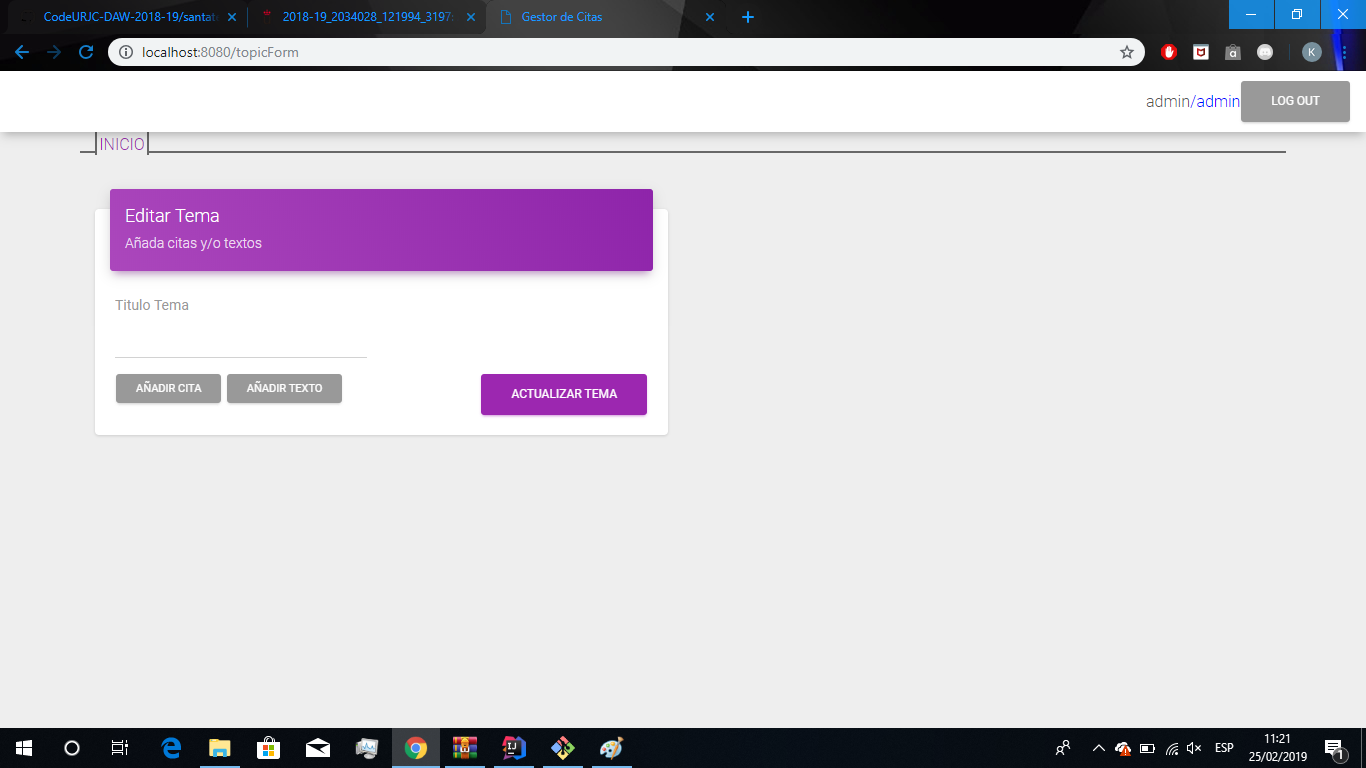 CodeURJC-DAW-2018-19/santat
2018-19_2034028_121994_3197
Gestor de Citas
localhost:8080/topicForm
K
admin/admin
LOG OUT
INICIO
Editar Tema
Añada citas y/o textos
Titulo Tema
AÑADIR CITA
AÑADIR TEXTO
ACTUALIZAR TEMA
ESP
11:21
25/02/2019
1